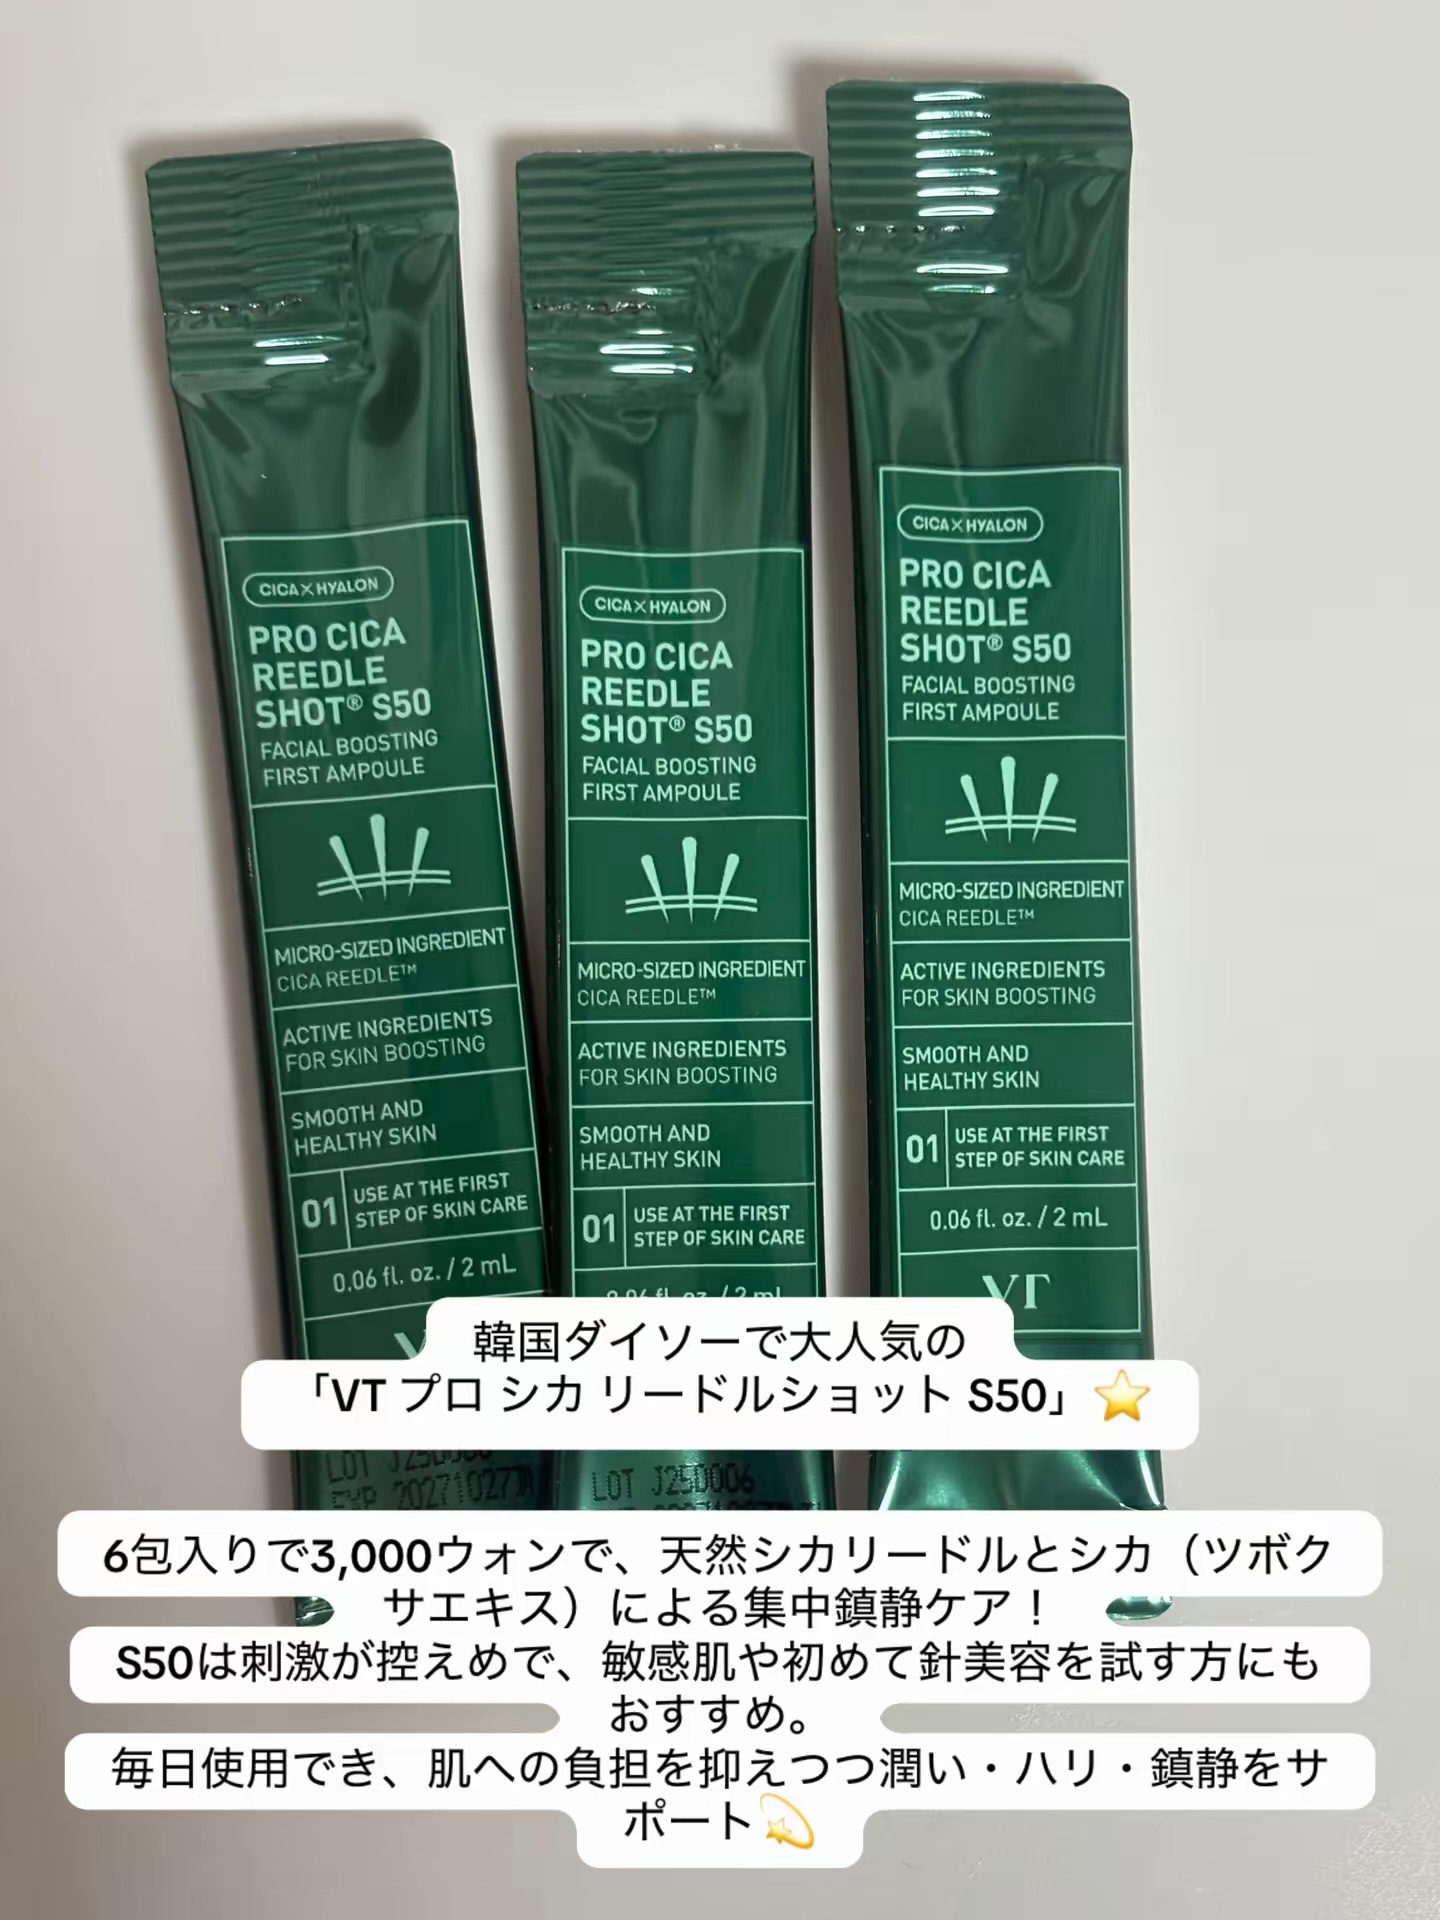 CICA×HYALON
PRO CICA
REEDLE
SHOT® S50
FACIAL BOOSTING
FIRST AMPOULE
MICRO-SIZED INGREDIENT
CICA REEDLE™
ACTIVE INGREDIENTS
FOR SKIN BOOSTING
SMOOTH AND
HEALTHY SKIN
01
USE AT THE FIRST
STEP OF SKIN CARE
0.06 fl. oz. / 2 mL
CICA×HYALON
PRO CICA
REEDLE
SHOT® S50
FACIAL BOOSTING
FIRST AMPOULE
MICRO-SIZED INGREDIENT
CICA REEDLE™
ACTIVE INGREDIENTS
FOR SKIN BOOSTING
SMOOTH AND
HEALTHY SKIN
01
USE AT THE FIRST
STEP OF SKIN CARE
0.06 fl. oz. / 2 mL
LOT J25D006
CICA×HYALON
PRO CICA
REEDLE
SHOT® S50
FACIAL BOOSTING
FIRST AMPOULE
MICRO-SIZED INGREDIENT
CICA REEDLE™
ACTIVE INGREDIENTS
FOR SKIN BOOSTING
SMOOTH AND
HEALTHY SKIN
01
USE AT THE FIRST
STEP OF SKIN CARE
0.06 fl. oz. / 2 mL
VT
韓国ダイソーで大人気の
「VT プロ シカ リードルショット S50」⭐
6包入りで3,000ウォンで、天然シカリードルとシカ（ツボク
サエキス）による集中鎮静ケア！
S50は刺激が控えめで、敏感肌や初めて針美容を試す方にも
おすすめ。
毎日使用でき、肌への負担を抑えつつ潤い・ハリ・鎮静をサ
ポート💫